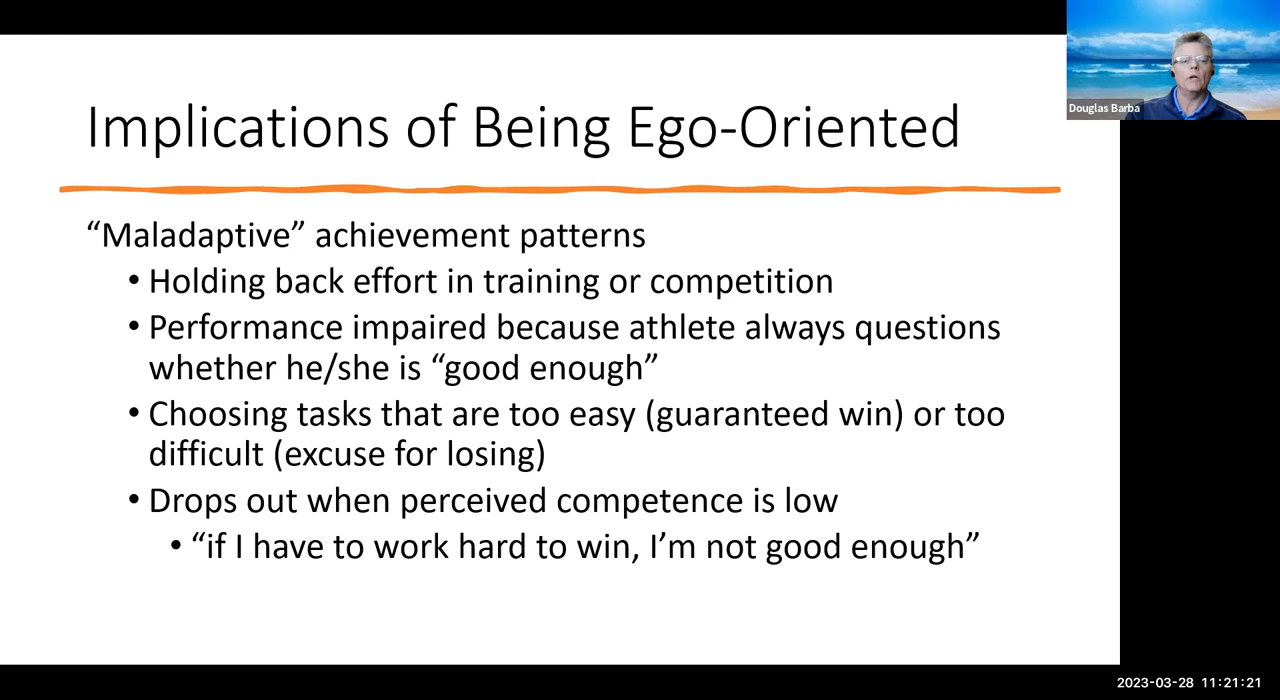 Implications of Being Ego-Oriented
Douglas Barba
“Maladaptive” achievement patterns
• Holding back effort in training or competition
• Performance impaired because athlete always questions
whether he/she is “good enough”
• Choosing tasks that are too easy (guaranteed win) or too
difficult (excuse for losing)
• Drops out when perceived competence is low
• “if I have to work hard to win, I’m not good enough”
2023-03-28 11:21:21